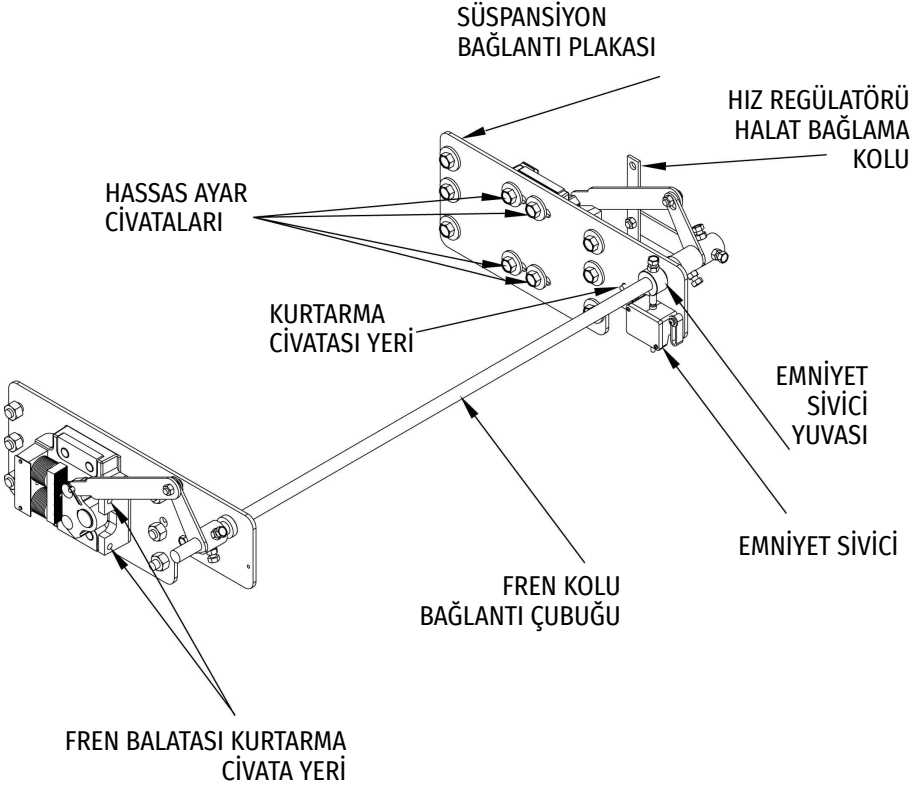 SÜSPANSİYON
BAĞLANTI PLAKASI
HIZ REGÜLATÖRÜ
HALAT BAĞLAMA
KOLU
HASSAS AYAR
CİVATALARI
KURTARMA
CİVATASI YERİ
EMNİYET
SİVİCİ
YUVASI
EMNİYET SİVİCİ
FREN KOLU
BAĞLANTI ÇUBUĞU
FREN BALATASI KURTARMA
CİVATA YERİ